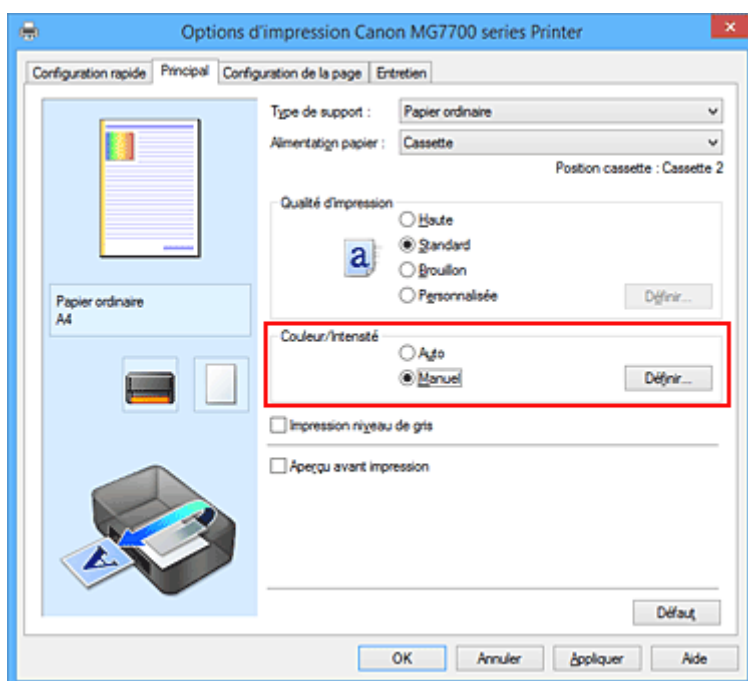 Options d'impression Canon MG7700 series Printer
Configuration rapide Principal Configuration de la page Entretien
Type de support : Papier ordinaire
Alimentation papier : Cassette
Position cassette : Cassette 2
Qualité d'impression
Haute
a Standard
Brouillon
Personnalisée Définir...
Papier ordinaire
A4
Couleur/Intensité
Auto
Manuel Définir...
Impression niveau de gris
Aperçu avant impression
A
Défaut
OK Annuler Appliquer Aide